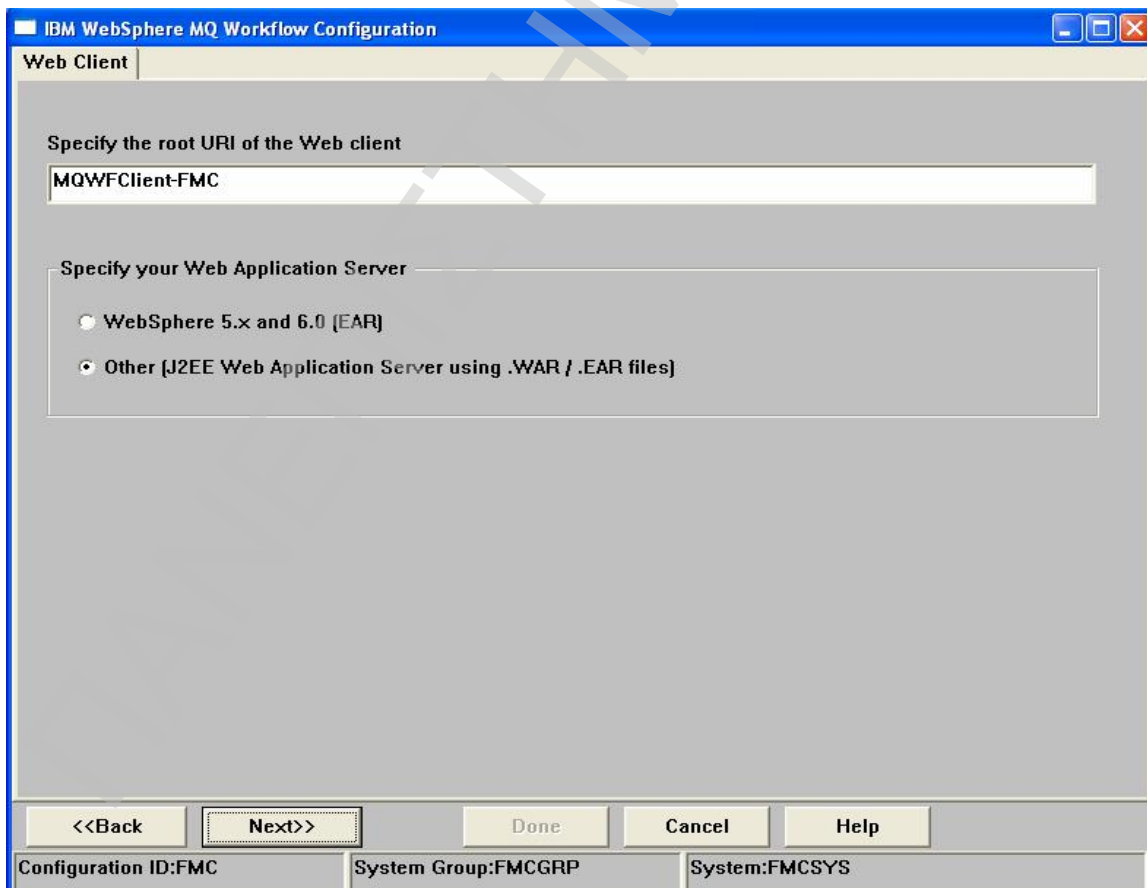 IBM WebSphere MQ Workflow Configuration
Web Client
Specify the root URI of the Web client
MQWFClient-FMC
Specify your Web Application Server
WebSphere 5.x and 6.0 (EAR)
Other (J2EE Web Application Server using .WAR / .EAR files)
<<Back Next>> Done Cancel Help
Configuration ID:FMC System Group:FMCGRP System:FMCSYS